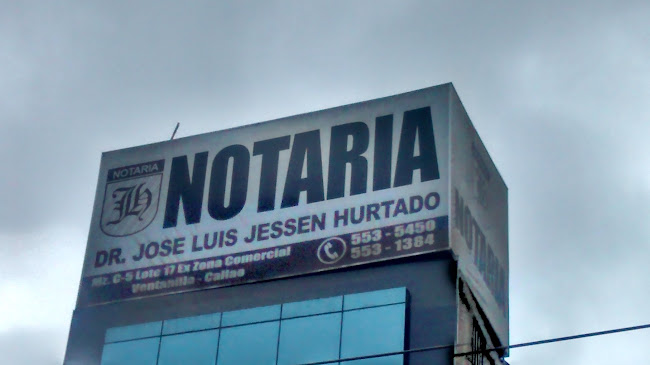 NOTARIA
JH
NOTARIA
DR. JOSE LUIS JESSEN HURTADO
Mz. C-5 Lote 17 Ex Zona Comercial
Ventanilla - Callao
553 - 5450
553 - 1384
NOTARIA